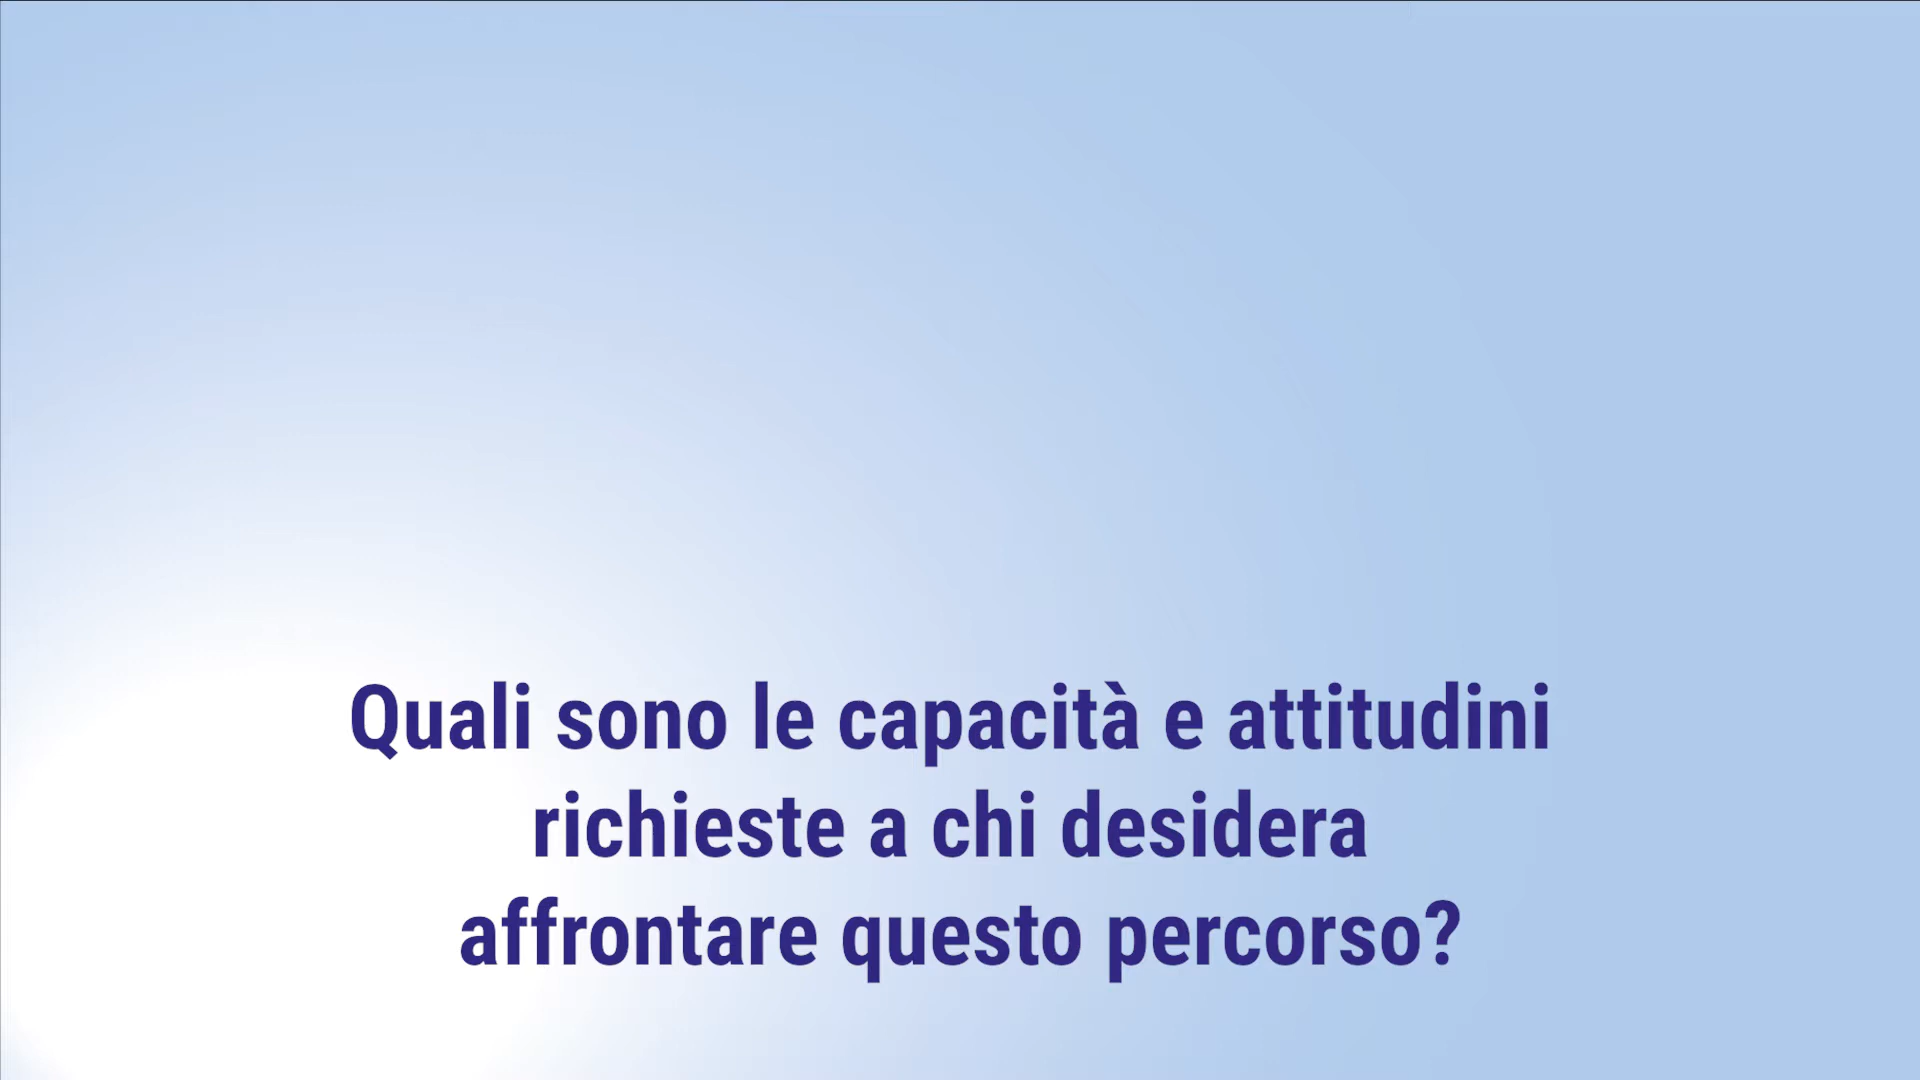 Quali sono le capacità e attitudini
richieste a chi desidera
affrontare questo percorso?